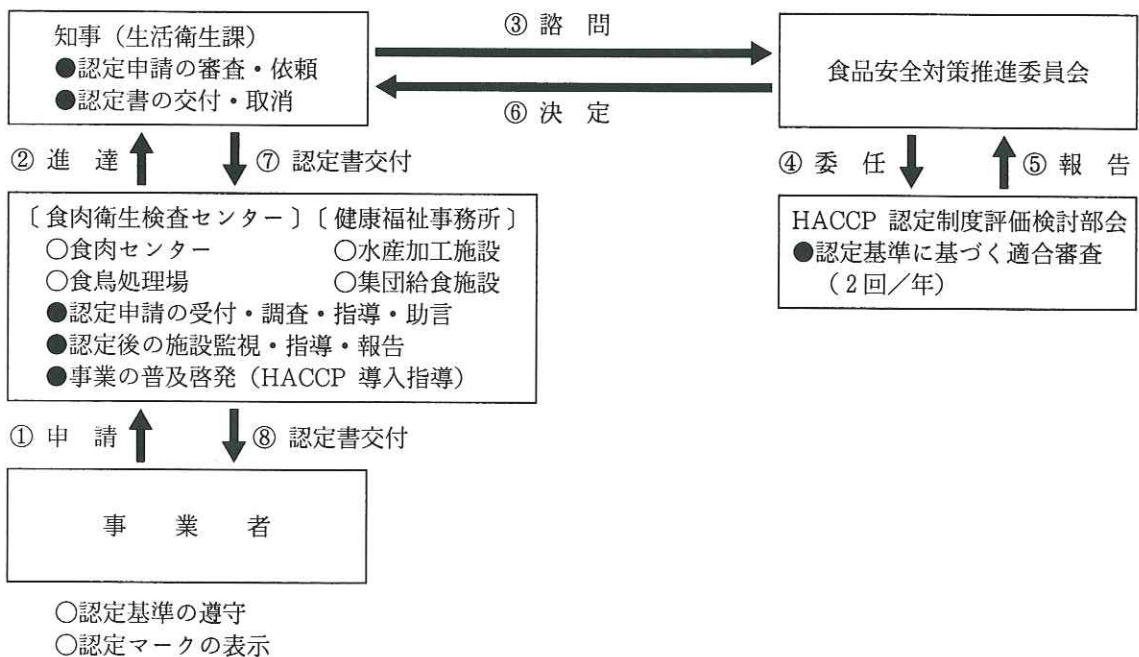 知事（生活衛生課）
●認定申請の審査・依頼
●認定書の交付・取消
③ 諮 問
⑥ 決 定
食品安全対策推進委員会
② 進 達
⑦ 認定書交付
④ 委 任
⑤ 報 告
〔食肉衛生検査センター〕〔健康福祉事務所〕
○食肉センター ○水産加工施設
○食鳥処理場 ○集団給食施設
●認定申請の受付・調査・指導・助言
●認定後の施設監視・指導・報告
●事業の普及啓発（HACCP 導入指導）
HACCP 認定制度評価検討部会
●認定基準に基づく適合審査
（2回／年）
① 申 請
⑧ 認定書交付
事 業 者
○認定基準の遵守
○認定マークの表示